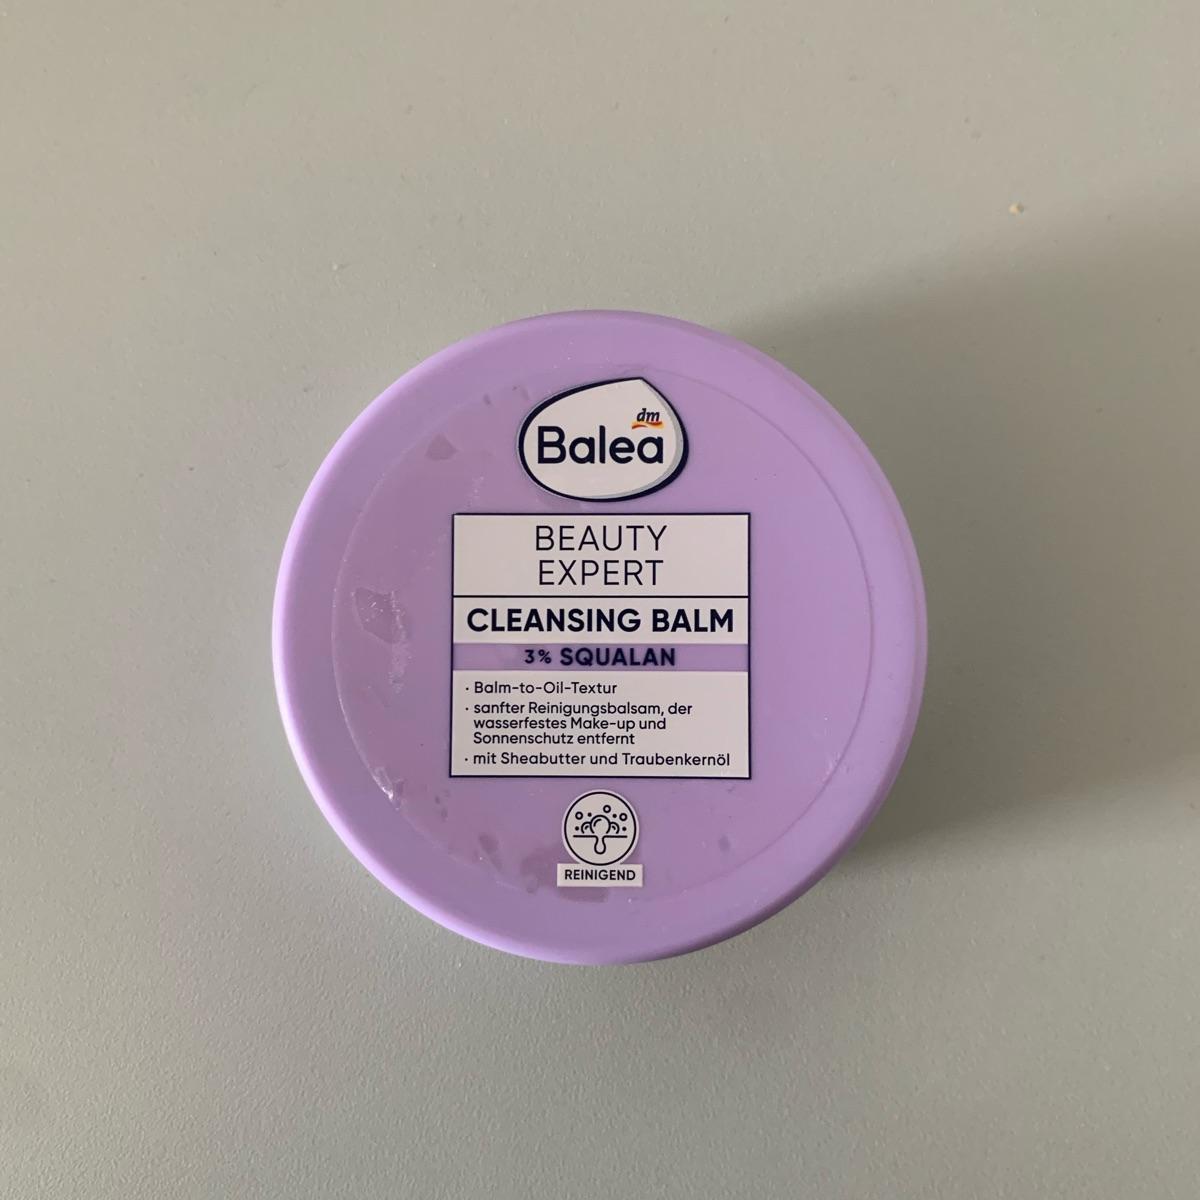 dm
Balea
BEAUTY
EXPERT
CLEANSING BALM
3% SQUALAN
· Balm-to-Oil-Textur
· sanfter Reinigungsbalsam, der
wasserfestes Make-up und
Sonnenschutz entfernt
· mit Sheabutter und Traubenkernöl
REINIGEND